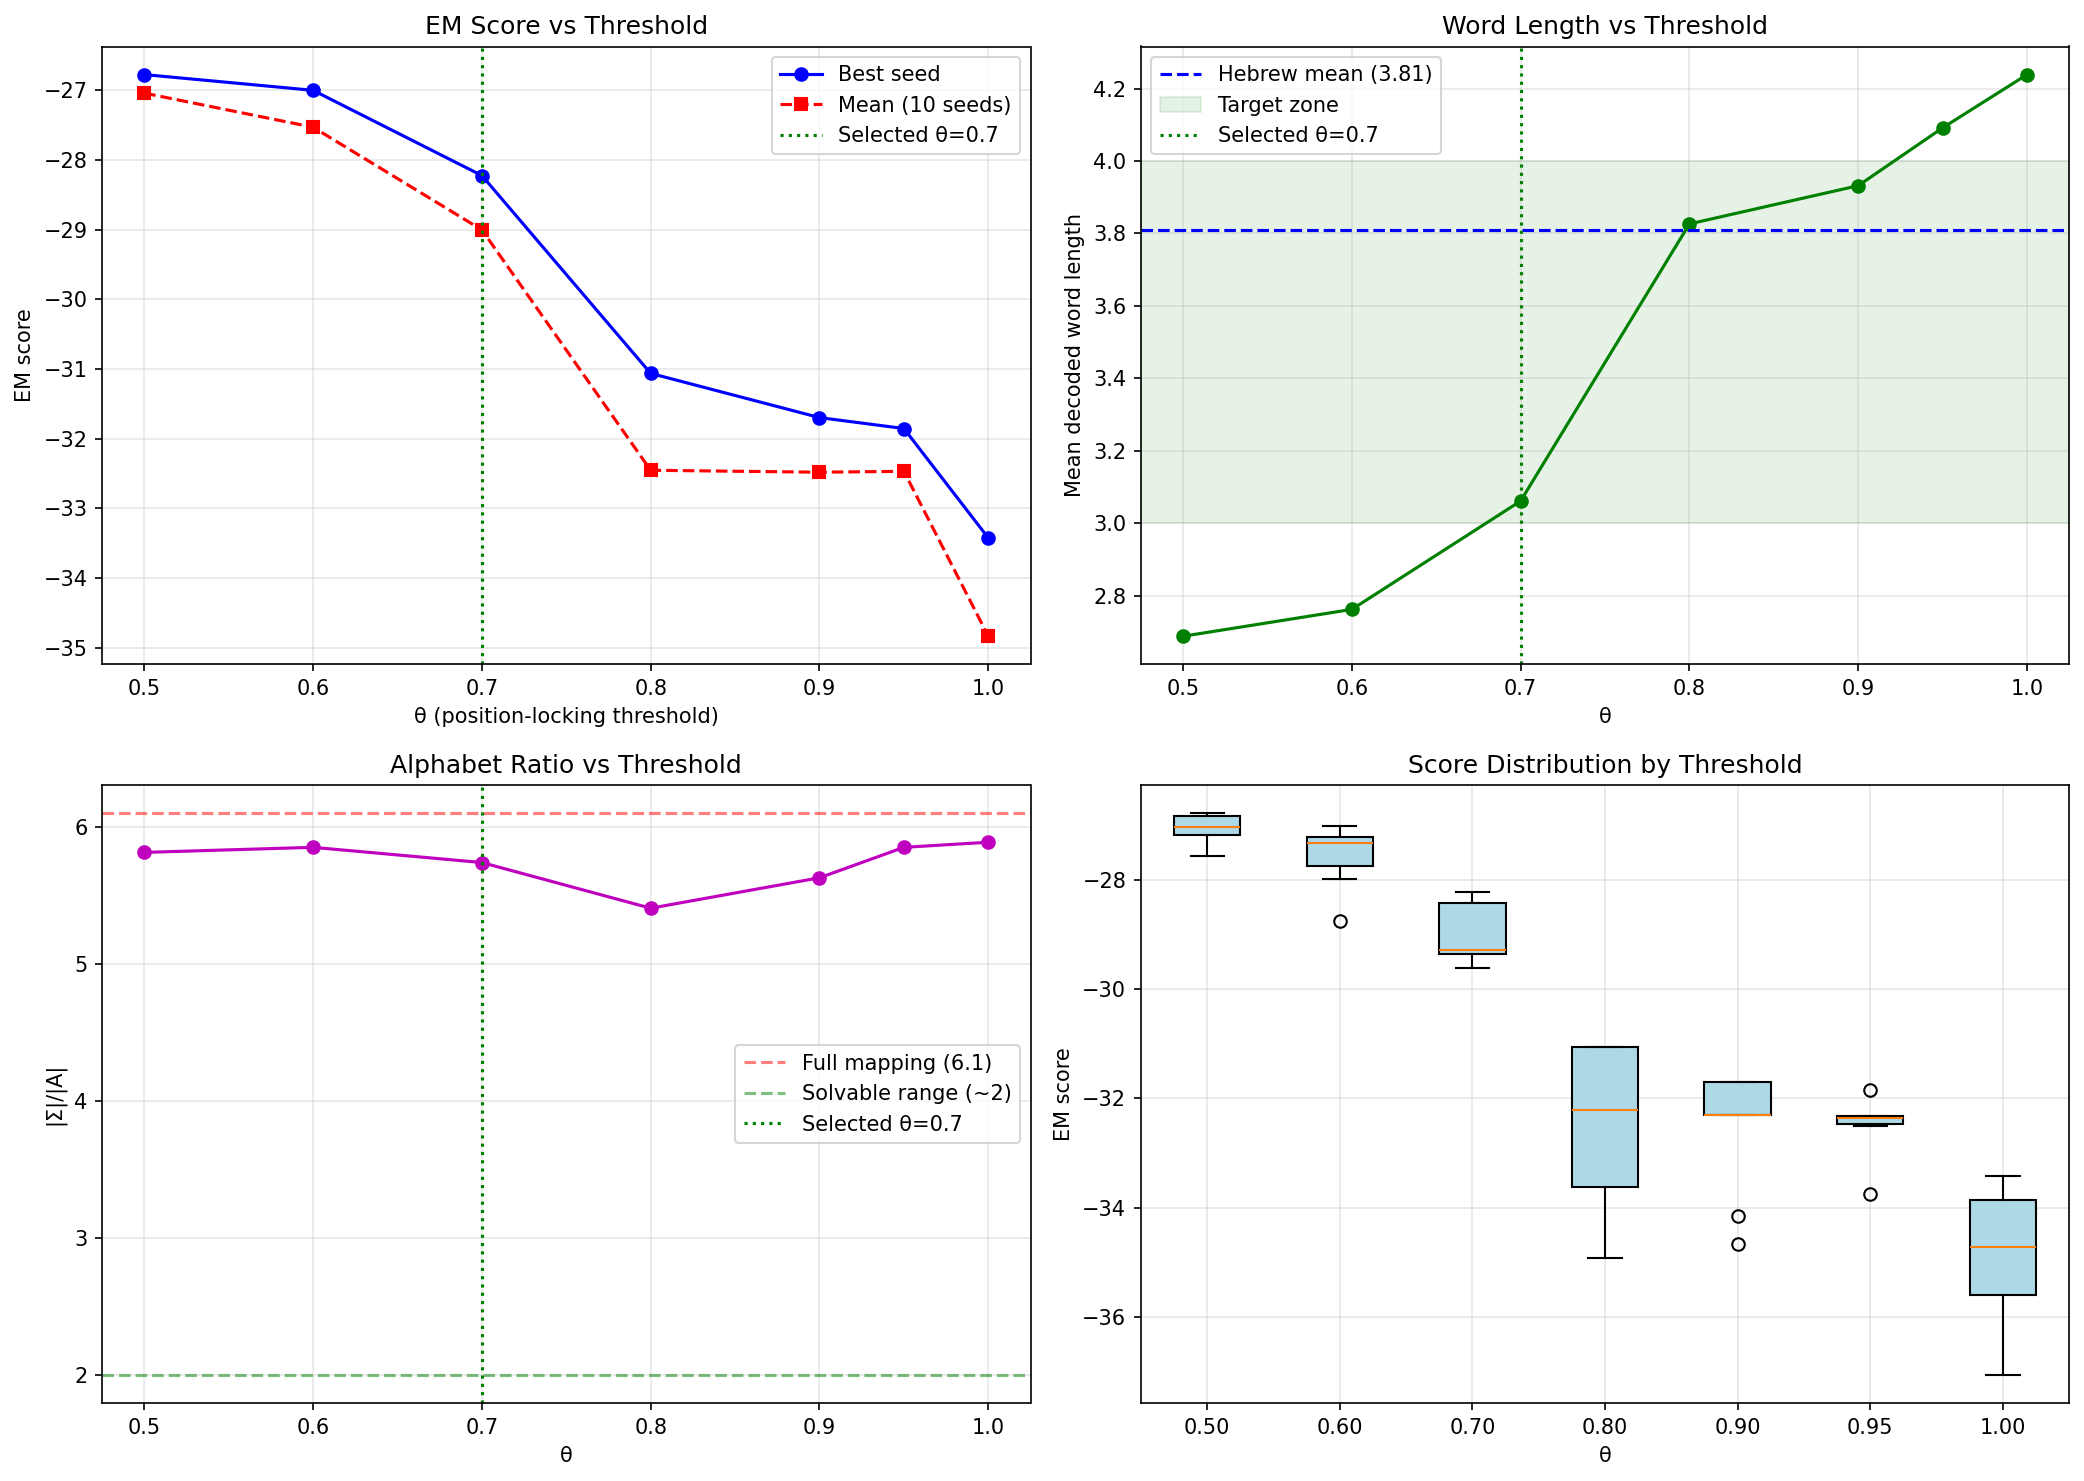 EM Score vs Threshold
−27
−28
−29
−30
−31
−32
−33
−34
−35
EM score
0.5 0.6 0.7 0.8 0.9 1.0
θ (position-locking threshold)
Best seed
Mean (10 seeds)
Selected θ=0.7
Word Length vs Threshold
4.2
4.0
3.8
3.6
3.4
3.2
3.0
2.8
Mean decoded word length
0.5 0.6 0.7 0.8 0.9 1.0
θ
Hebrew mean (3.81)
Target zone
Selected θ=0.7
Alphabet Ratio vs Threshold
6
5
4
3
2
|Σ|/|A|
0.5 0.6 0.7 0.8 0.9 1.0
θ
Full mapping (6.1)
Solvable range (~2)
Selected θ=0.7
Score Distribution by Threshold
−28
−30
−32
−34
−36
EM score
0.50 0.60 0.70 0.80 0.90 0.95 1.00
θ